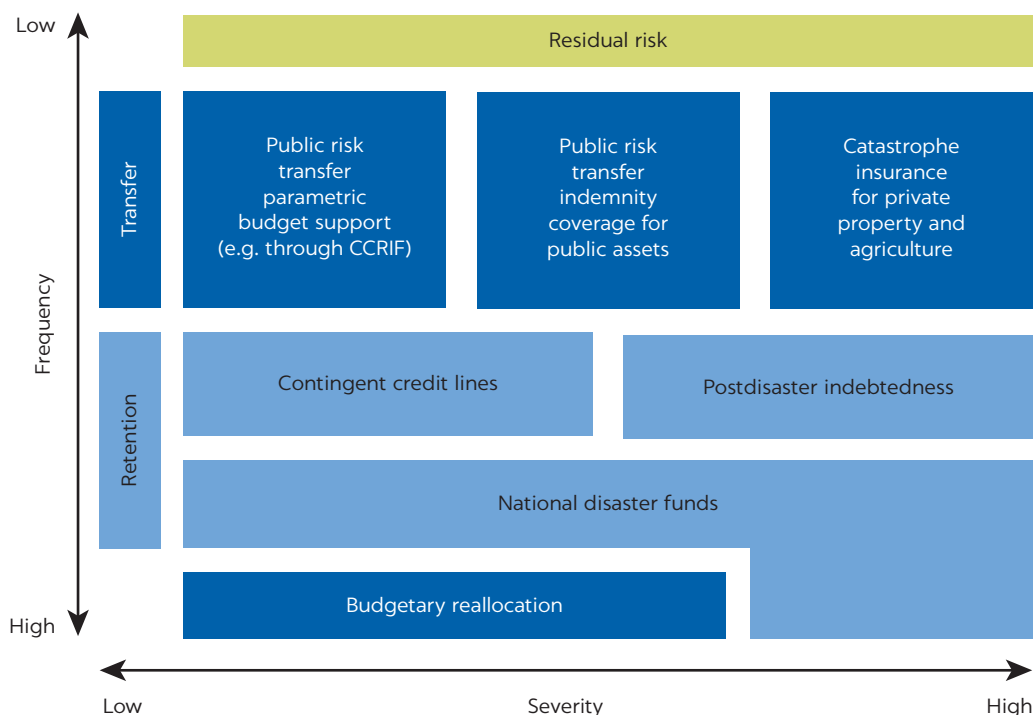 Low
Residual risk
Transfer
Public risk
transfer
parametric
budget support
(e.g. through CCRIF)
Public risk
transfer
indemnity
coverage for
public assets
Catastrophe
insurance
for private
property and
agriculture
Frequency
Retention
Contingent credit lines
Postdisaster indebtedness
National disaster funds
Budgetary reallocation
High
Low
Severity
High